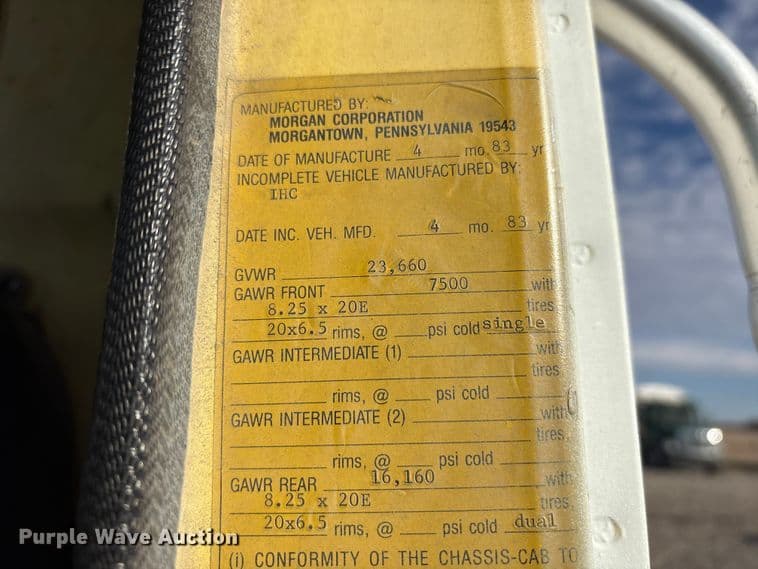 MANUFACTURED BY:
MORGAN CORPORATION
MORGANTOWN, PENNSYLVANIA 19543
DATE OF MANUFACTURE 4 mo. 83 yr
INCOMPLETE VEHICLE MANUFACTURED BY:
IHC
DATE INC. VEH. MFD. 4 mo. 83 yr
GVWR 23,660
GAWR FRONT 7500 with
8.25 x 20E tires
20x6.5 rims, @ psi cold single
GAWR INTERMEDIATE (1) with
tires
rims, @ psi cold
GAWR INTERMEDIATE (2) with
tires,
rims, @ psi cold
GAWR REAR 16,160 with
8.25 x 20E tires,
20x6.5 rims, @ psi cold dual
(i) CONFORMITY OF THE CHASSIS-CAB TO
Purple Wave Auction